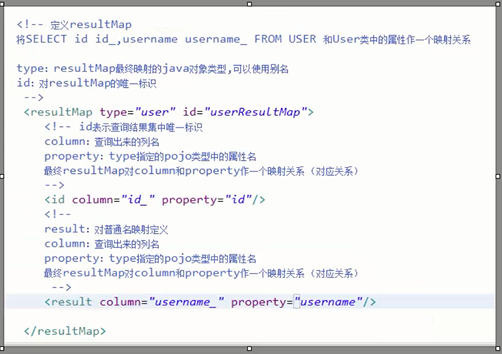 <!-- 定义resultMap
将SELECT id id_,username username_ FROM USER 和User类中的属性作一个映射关系
type：resultMap最终映射的java对象类型,可以使用别名
id：对resultMap的唯一标识
-->
<resultMap type="user" id="userResultMap">
<!-- id表示查询结果集中唯一标识
column：查询出来的列名
property：type指定的pojo类型中的属性名
最终resultMap对column和property作一个映射关系（对应关系）
-->
<id column="id_" property="id"/>
<!--
result：对普通名映射定义
column：查询出来的列名
property：type指定的pojo类型中的属性名
最终resultMap对column和property作一个映射关系（对应关系）
-->
<result column="username_" property="username"/>
</resultMap>